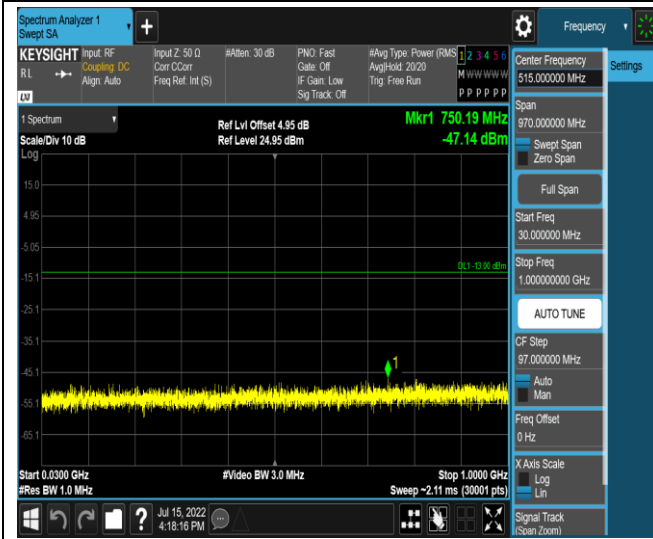 Spectrum Analyzer 1
Swept SA
+
Frequency
KEYSIGHT
RL
LXI
Input: RF
Coupling: DC
Align: Auto
Input Z: 50 Ω
Corr CCorr
Freq Ref: Int (S)
#Atten: 30 dB
PNO: Fast
Gate: Off
IF Gain: Low
Sig Track: Off
#Avg Type: Power (RMS
Avg|Hold: 20/20
Trig: Free Run
1 2 3 4 5 6
M W W W W W
P P P P P P
1 Spectrum
Scale/Div 10 dB
Log
Ref Lvl Offset 4.95 dB
Ref Level 24.95 dBm
Mkr1 750.19 MHz
-47.14 dBm
15.0
4.95
-5.05
-15.1
-25.1
-35.1
-45.1
-55.1
-65.1
DL1 -13.00 dBm
1
Start 0.0300 GHz
#Res BW 1.0 MHz
#Video BW 3.0 MHz
Stop 1.0000 GHz
Sweep ~2.11 ms (30001 pts)
Jul 15, 2022
4:18:16 PM
?
Center Frequency
515.000000 MHz
Settings
Span
970.000000 MHz
Swept Span
Zero Span
Full Span
Start Freq
30.000000 MHz
Stop Freq
1.000000000 GHz
AUTO TUNE
CF Step
97.000000 MHz
Auto
Man
Freq Offset
0 Hz
X Axis Scale
Log
Lin
Signal Track
(Span Zoom)